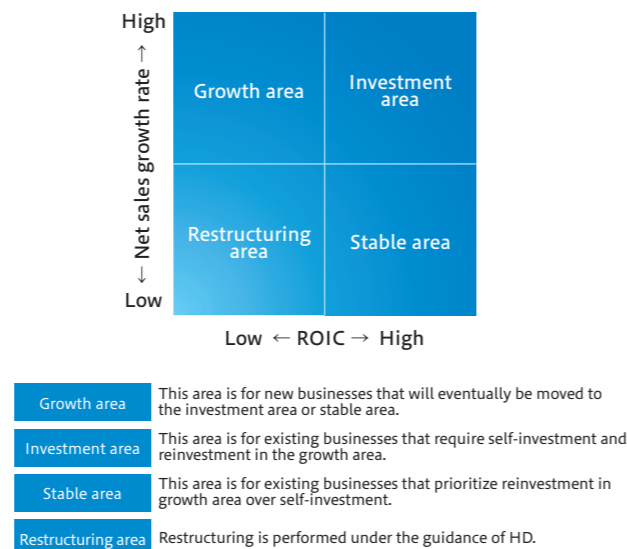 High
Growth area
Investment
area
← Net sales growth rate →
Restructuring
area
Stable area
Low
Low ← ROIC → High
Growth area
This area is for new businesses that will eventually be moved to
the investment area or stable area.
Investment area
This area is for existing businesses that require self-investment and
reinvestment in the growth area.
Stable area
This area is for existing businesses that prioritize reinvestment in
growth area over self-investment.
Restructuring area
Restructuring is performed under the guidance of HD.